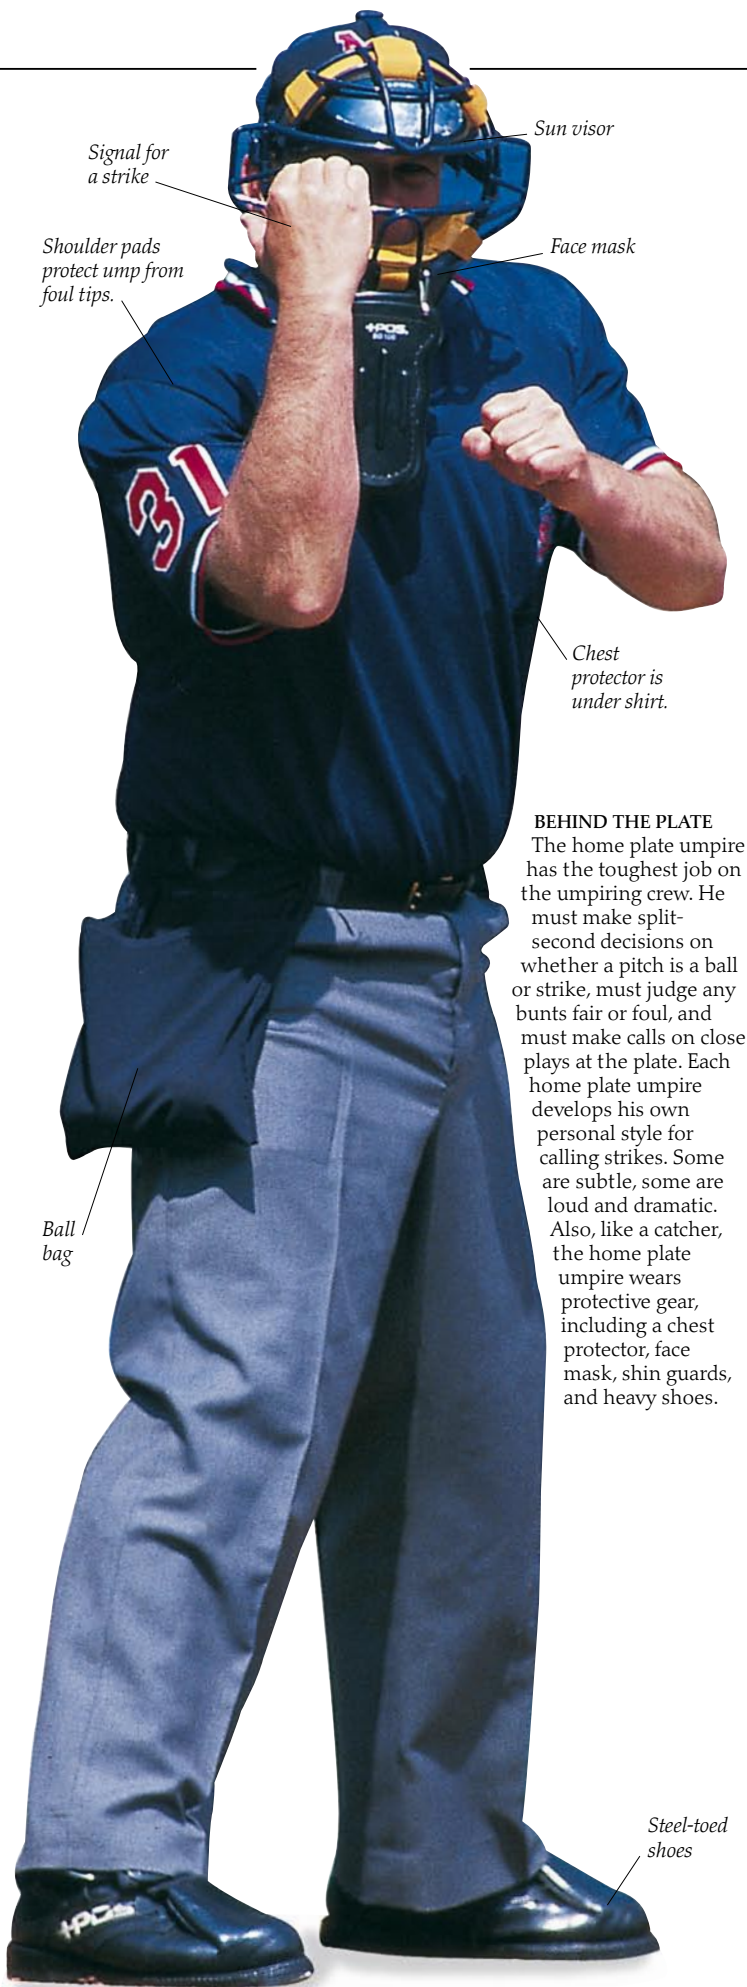 Sun visor
Signal for
a strike
Shoulder pads
protect ump from
foul tips.
Face mask
+POS.
31
Chest
protector is
under shirt.
BEHIND THE PLATE
The home plate umpire
has the toughest job on
the umpiring crew. He
must make split-
second decisions on
whether a pitch is a ball
or strike, must judge any
bunts fair or foul, and
must make calls on close
plays at the plate. Each
home plate umpire
develops his own
personal style for
calling strikes. Some
are subtle, some are
loud and dramatic.
Also, like a catcher,
the home plate
umpire wears
protective gear,
including a chest
protector, face
mask, shin guards,
and heavy shoes.
Ball
bag
Steel-toed
shoes
+POS